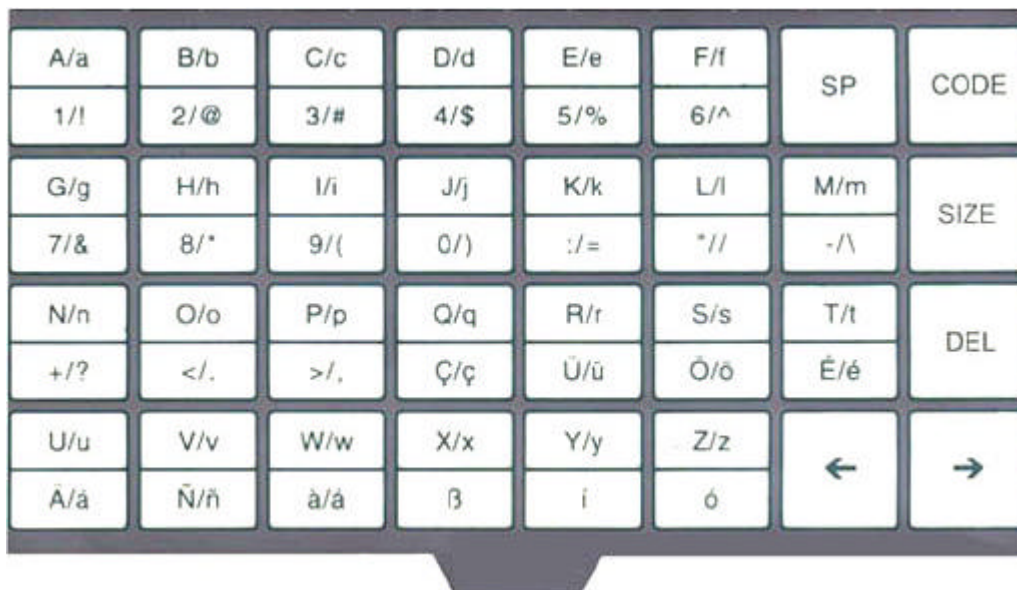 A/a B/b C/c D/d E/e F/f SP CODE
1/! 2/@ 3/# 4/$ 5/% 6/^
G/g H/h I/i J/j K/k L/l M/m SIZE
7/& 8/* 9/( 0/) :/= "// -/\
N/n O/o P/p Q/q R/r S/s T/t DEL
+/? </. >/, Ç/ç Ü/ü Ö/ö É/é
U/u V/v W/w X/x Y/y Z/z ← →
Ä/ä Ñ/ñ à/á ß í ó